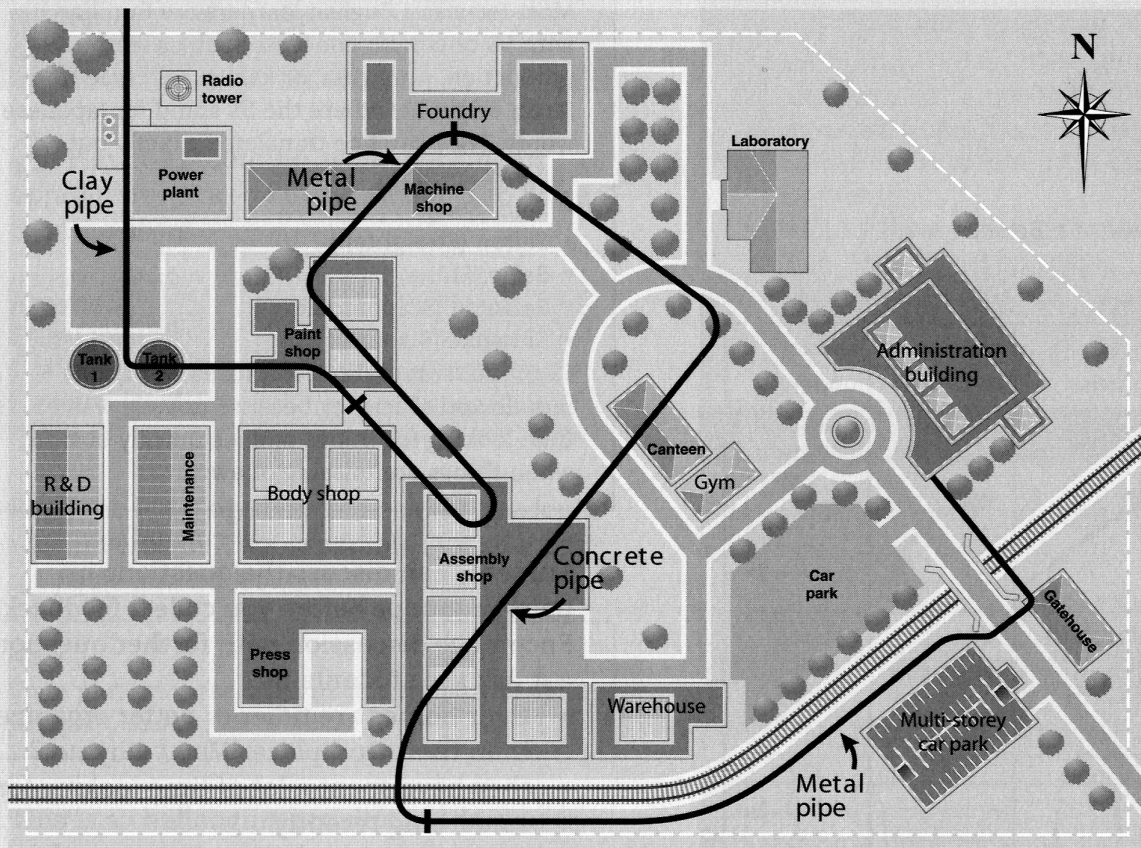 N
Radio
tower
Foundry
Laboratory
Power
plant
Clay
pipe
Metal
pipe
Machine
shop
Paint
shop
Tank
1
Tank
2
Administration
building
Canteen
Gym
R & D
building
Maintenance
Body shop
Assembly
shop
Concrete
pipe
Car
park
Gatehouse
Press
shop
Warehouse
Multi-storey
car park
Metal
pipe